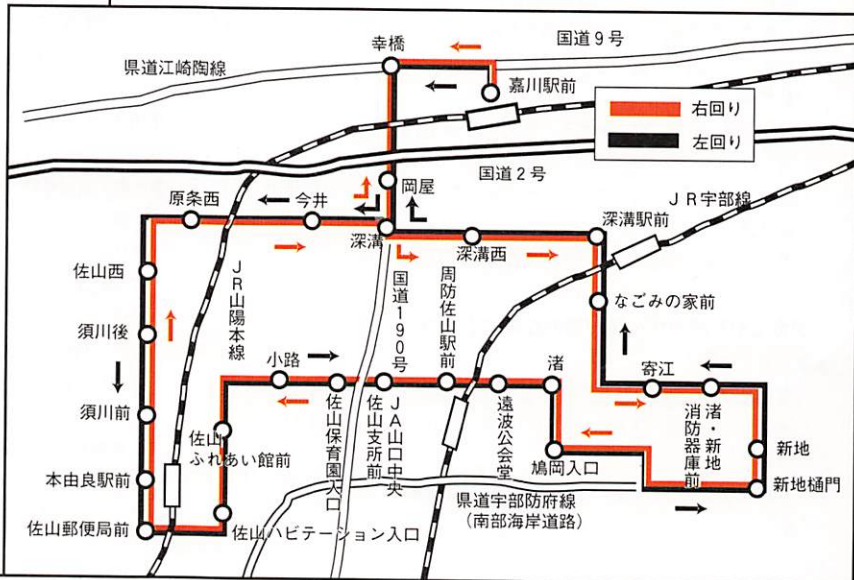 幸橋
国道9号
県道江崎陶線
嘉川駅前
右回り
左回り
岡屋
国道2号
原条西
今井
JR宇部線
深溝
深溝西
深溝駅前
佐山西
JR山陽本線
国道190号
周防佐山駅前
なごみの家前
須川後
小路
渚
寄江
渚・新地
消防器庫前
須川前
佐山
ふれあい館前
佐山保育園入口
JA山口中央
佐山支所前
遠波公会堂
鳩岡入口
新地
本由良駅前
新地樋門
県道宇部防府線
(南部海岸道路)
佐山郵便局前
佐山ハビテーション入口